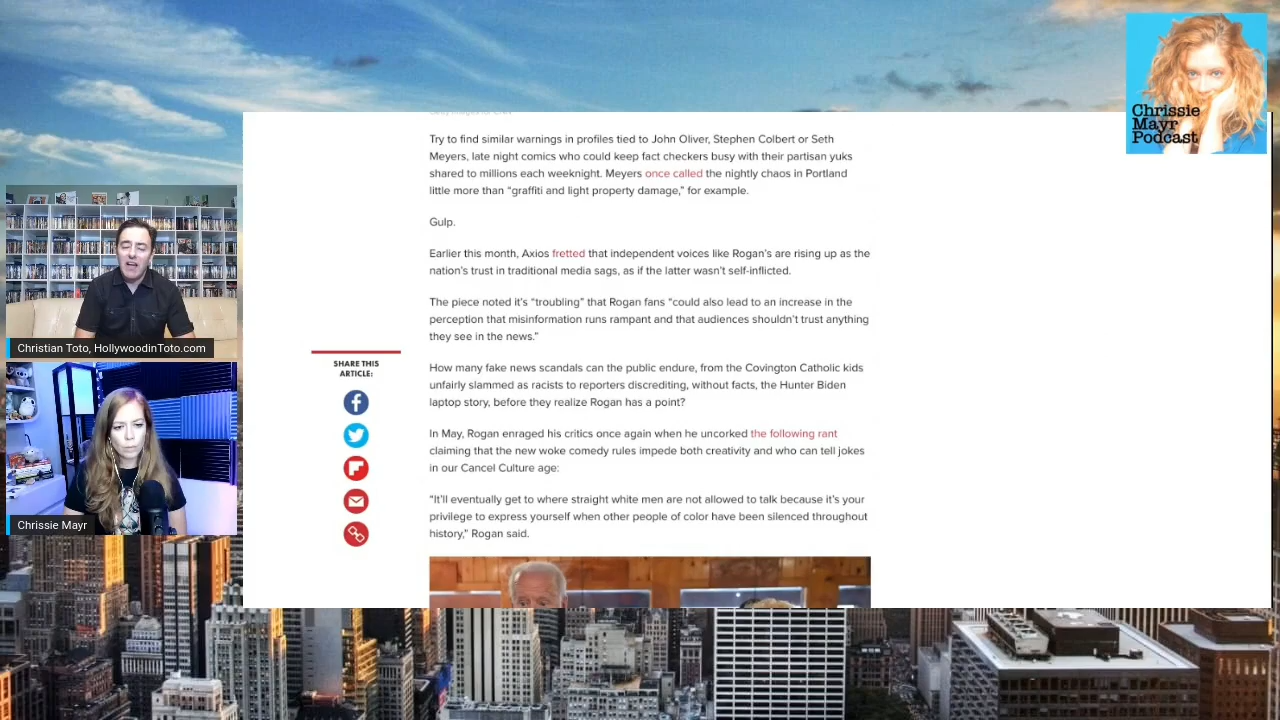 Chrissie
Mayr
Podcast
Try to find similar warnings in profiles tied to John Oliver, Stephen Colbert or Seth
Meyers, late night comics who could keep fact checkers busy with their partisan yuks
shared to millions each weeknight. Meyers once called the nightly chaos in Portland
little more than “graffiti and light property damage,” for example.
Gulp.
Earlier this month, Axios fretted that independent voices like Rogan’s are rising up as the
nation’s trust in traditional media sags, as if the latter wasn’t self-inflicted.
The piece noted it’s “troubling” that Rogan fans “could also lead to an increase in the
perception that misinformation runs rampant and that audiences shouldn’t trust anything
they see in the news.”
How many fake news scandals can the public endure, from the Covington Catholic kids
unfairly slammed as racists to reporters discrediting, without facts, the Hunter Biden
laptop story, before they realize Rogan has a point?
In May, Rogan enraged his critics once again when he uncorked the following rant
claiming that the new woke comedy rules impede both creativity and who can tell jokes
in our Cancel Culture age:
“It’ll eventually get to where straight white men are not allowed to talk because it’s your
privilege to express yourself when other people of color have been silenced throughout
history,” Rogan said.
SHARE THIS
ARTICLE:
Christian Toto, HollywoodinToto.com
Chrissie Mayr